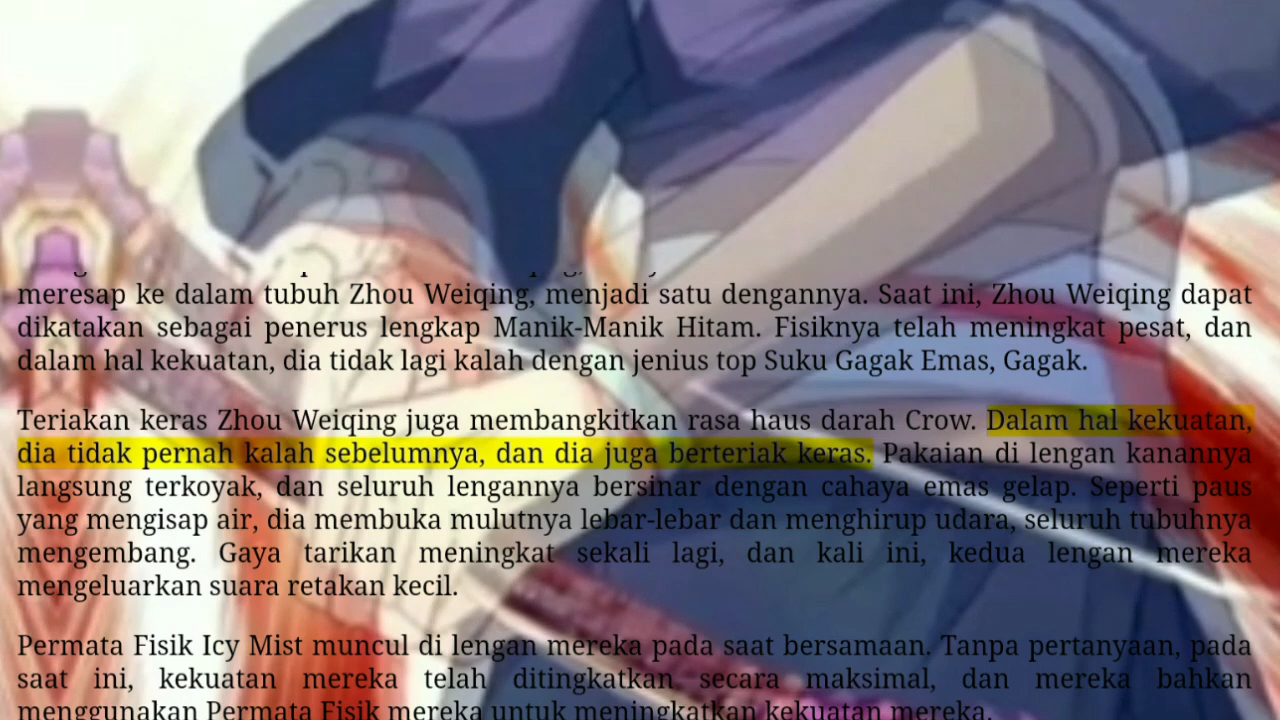 meresap ke dalam tubuh Zhou Weiqing, menjadi satu dengannya. Saat ini, Zhou Weiqing dapat
dikatakan sebagai penerus lengkap Manik-Manik Hitam. Fisiknya telah meningkat pesat, dan
dalam hal kekuatan, dia tidak lagi kalah dengan jenius top Suku Gagak Emas, Gagak.
Teriakan keras Zhou Weiqing juga membangkitkan rasa haus darah Crow. Dalam hal kekuatan,
dia tidak pernah kalah sebelumnya, dan dia juga berteriak keras. Pakaian di lengan kanannya
langsung terkoyak, dan seluruh lengannya bersinar dengan cahaya emas gelap. Seperti paus
yang mengisap air, dia membuka mulutnya lebar-lebar dan menghirup udara, seluruh tubuhnya
mengembang. Gaya tarikan meningkat sekali lagi, dan kali ini, kedua lengan mereka
mengeluarkan suara retakan kecil.
Permata Fisik Icy Mist muncul di lengan mereka pada saat bersamaan. Tanpa pertanyaan, pada
saat ini, kekuatan mereka telah ditingkatkan secara maksimal, dan mereka bahkan
menggunakan Permata Fisik mereka untuk meningkatkan kekuatan mereka.